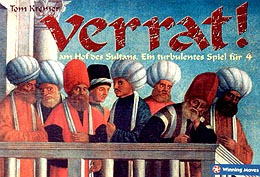 Tom Kremer
verrat!
am Hof des Sultans. Ein turbulentes Spiel für 4
Winning Moves